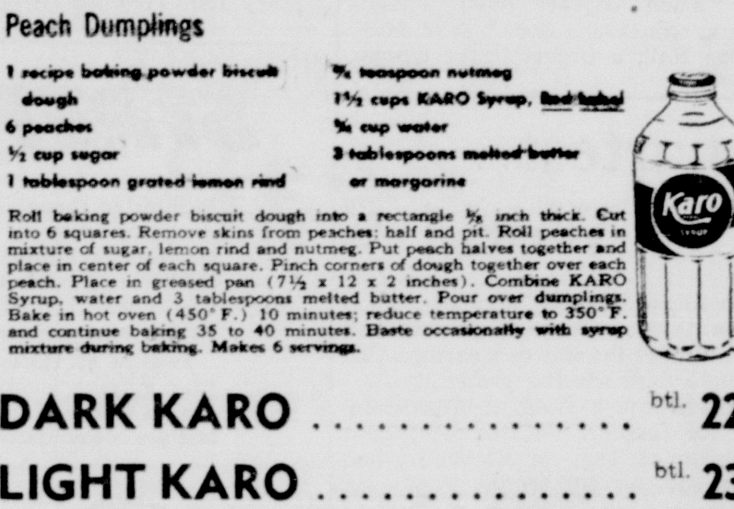 Peach Dumplings
1 recipe baking powder biscuit
dough
6 peaches
½ cup sugar
1 tablespoon grated lemon rind
teaspoon nutmeg
1½ cups KARO Syrup, Red Label
cup water
3 tablespoons melted butter
or margarine
Roll baking powder biscuit dough into a rectangle inch thick. Cut
into 6 squares. Remove skins from peaches; half and pit. Roll peaches in
mixture of sugar, lemon rind and nutmeg. Put peach halves together and
place in center of each square. Pinch corners of dough together over each
peach. Place in greased pan (7½ x 12 x 2 inches). Combine KARO
Syrup, water and 3 tablespoons melted butter. Pour over dumplings.
Bake in hot oven (450° F.) 10 minutes; reduce temperature to 350° F.
and continue baking 35 to 40 minutes. Baste occasionally with syrup
mixture during baking. Makes 6 servings.
Karo
SYRUP
DARK KARO ............... btl. 22
LIGHT KARO ............... btl. 23